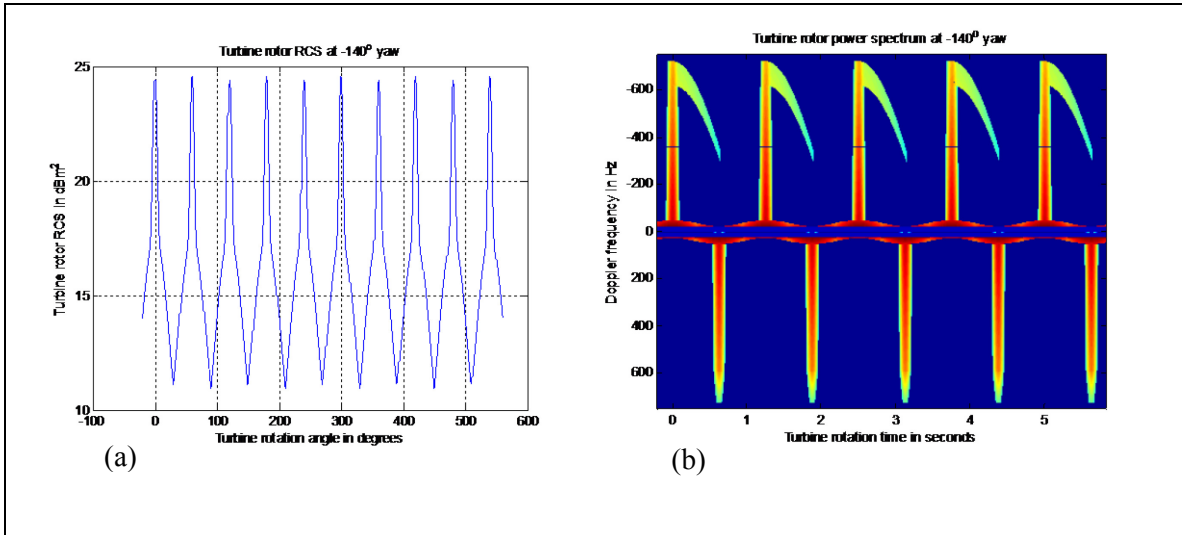 Turbine rotor RCS at -140⁰ yaw
25
20
15
10
Turbine rotor RCS in dBm²
-100 0 100 200 300 400 500 600
Turbine rotation angle in degrees
(a)
Turbine rotor power spectrum at -140⁰ yaw
-600
-400
-200
0
200
400
600
Doppler frequency in Hz
0 1 2 3 4 5
Turbine rotation time in seconds
(b)